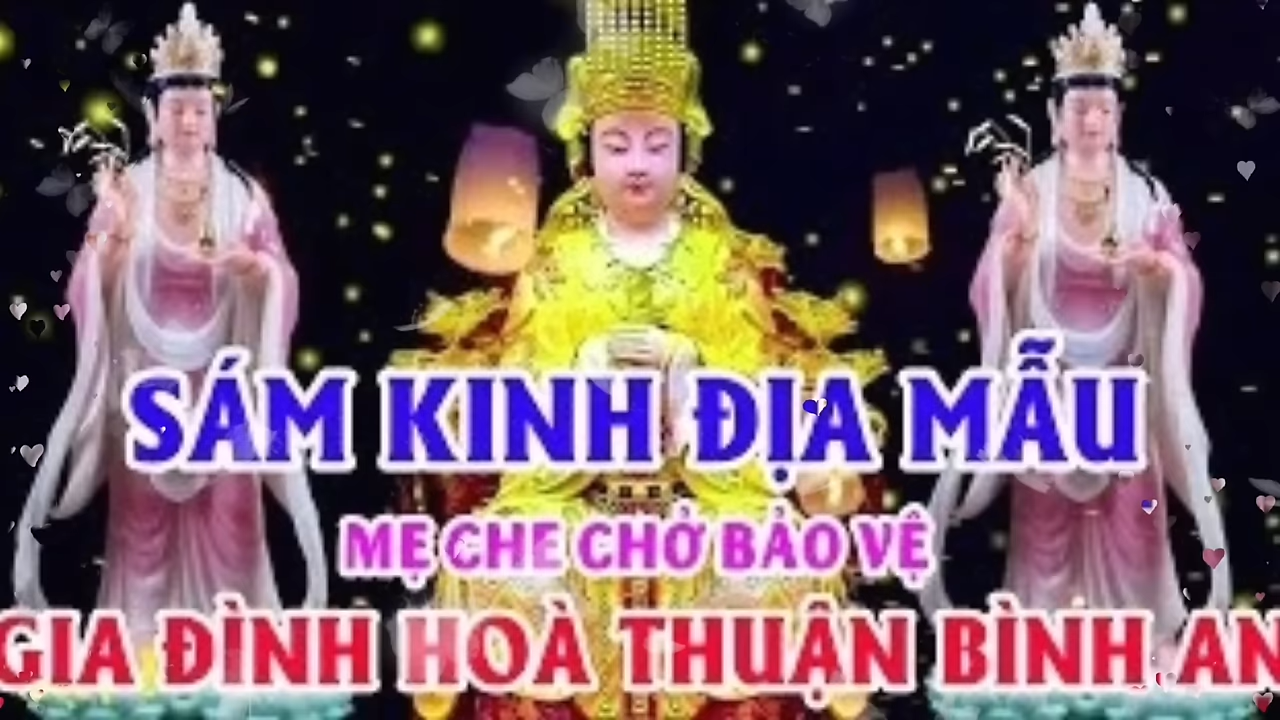 SÁM KINH ĐỊA MẪU
MẸ CHE CHỞ BẢO VỆ
GIA ĐÌNH HOÀ THUẬN BÌNH AN